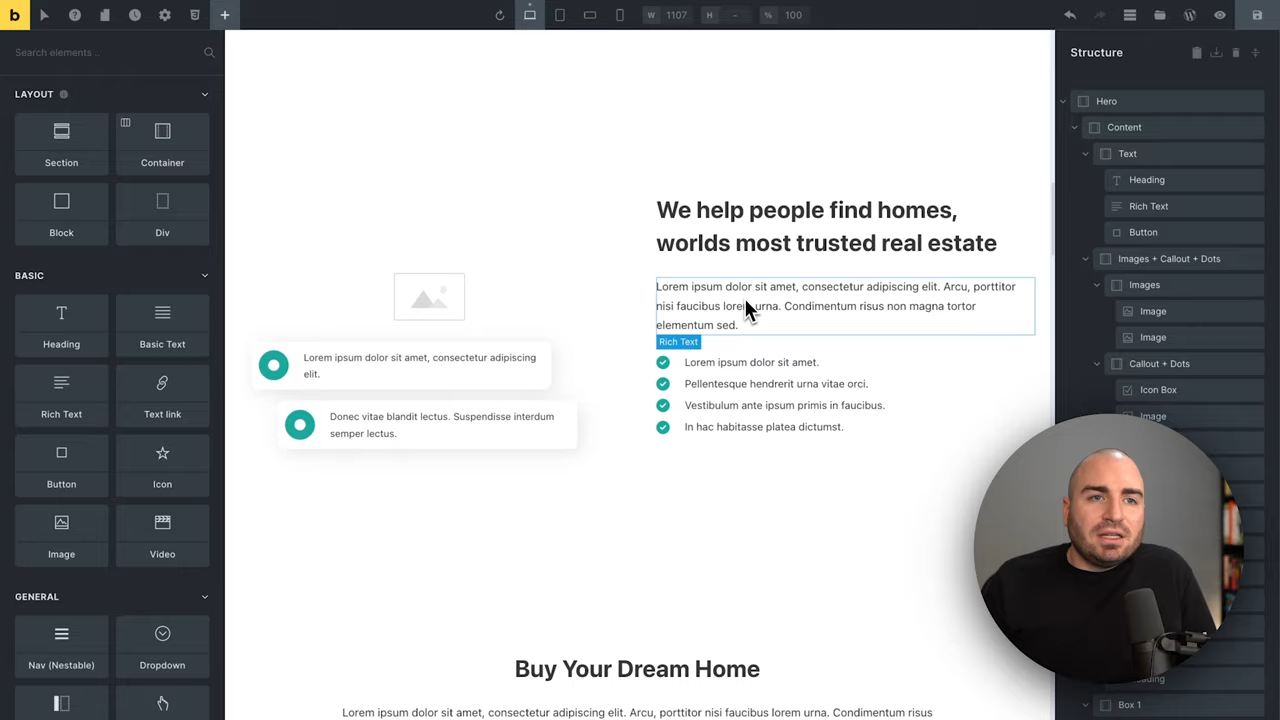 b
W 1107 H - % 100
Search elements ..
LAYOUT
Section
Container
Block
Div
BASIC
Heading
Basic Text
Rich Text
Text link
Button
Icon
Image
Video
GENERAL
Nav (Nestable)
Dropdown
We help people find homes,
worlds most trusted real estate
Lorem ipsum dolor sit amet, consectetur adipiscing elit. Arcu, porttitor
nisi faucibus lorem urna. Condimentum risus non magna tortor
elementum sed.
Rich Text
Lorem ipsum dolor sit amet.
Pellentesque hendrerit urna vitae orci.
Vestibulum ante ipsum primis in faucibus.
In hac habitasse platea dictumst.
Lorem ipsum dolor sit amet, consectetur adipiscing
elit.
Donec vitae blandit lectus. Suspendisse interdum
semper lectus.
Buy Your Dream Home
Lorem ipsum dolor sit amet, consectetur adipiscing elit. Arcu, porttitor nisi faucibus risus
Structure
Hero
Content
Text
Heading
Rich Text
Button
Images + Callout + Dots
Images
Image
Image
Callout + Dots
Icon Box
Image
Box 1